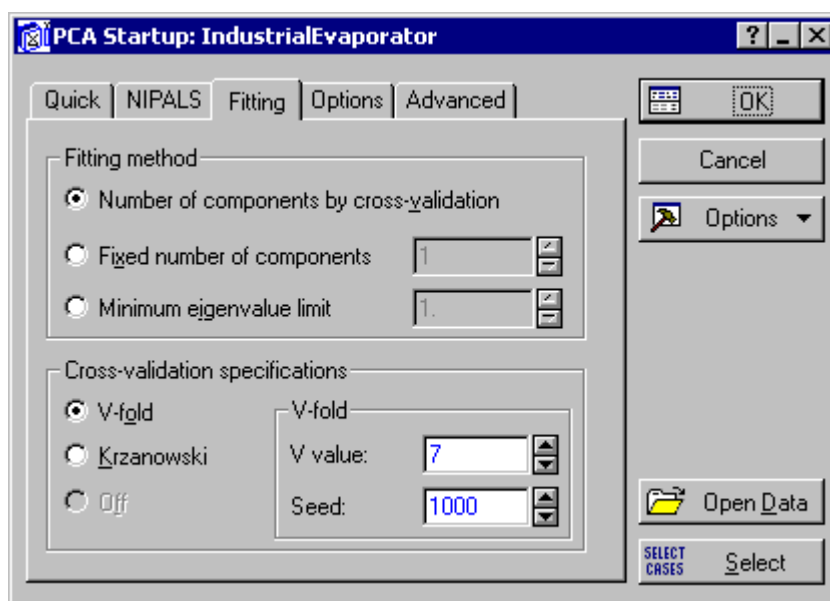 PCA Startup: IndustrialEvaporator
Quick NIPALS Fitting Options Advanced
OK
Cancel
Options
Fitting method
Number of components by cross-validation
Fixed number of components 1
Minimum eigenvalue limit 1.
Cross-validation specifications
V-fold
Krzanowski
Off
V-fold
V value: 7
Seed: 1000
Open Data
SELECT CASES Select